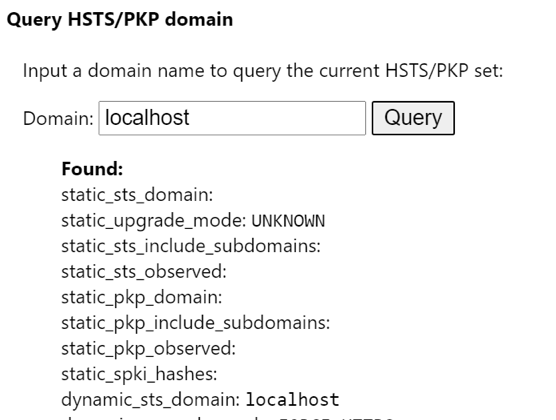 Query HSTS/PKP domain
Input a domain name to query the current HSTS/PKP set:
Domain: localhost Query
Found:
static_sts_domain:
static_upgrade_mode: UNKNOWN
static_sts_include_subdomains:
static_sts_observed:
static_pkp_domain:
static_pkp_include_subdomains:
static_pkp_observed:
static_spki_hashes:
dynamic_sts_domain: localhost